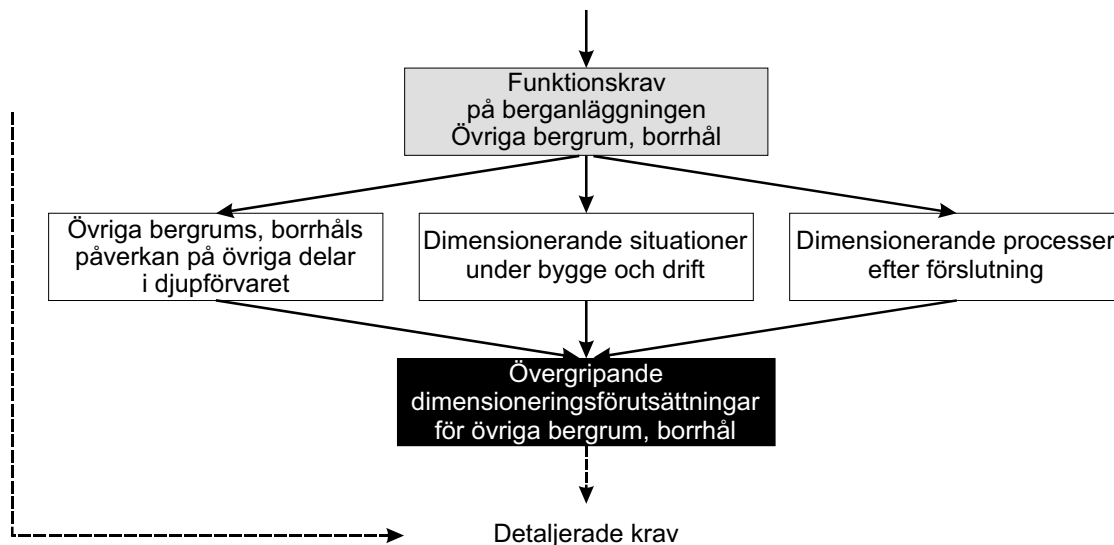 Funktionskrav
på berganläggningen
Övriga bergrum, borrhål
Övriga bergrums, borrhåls
påverkan på övriga delar
i djupförvaret
Dimensionerande situationer
under bygge och drift
Dimensionerande processer
efter förslutning
Övergripande
dimensioneringsförutsättningar
för övriga bergrum, borrhål
Detaljerade krav